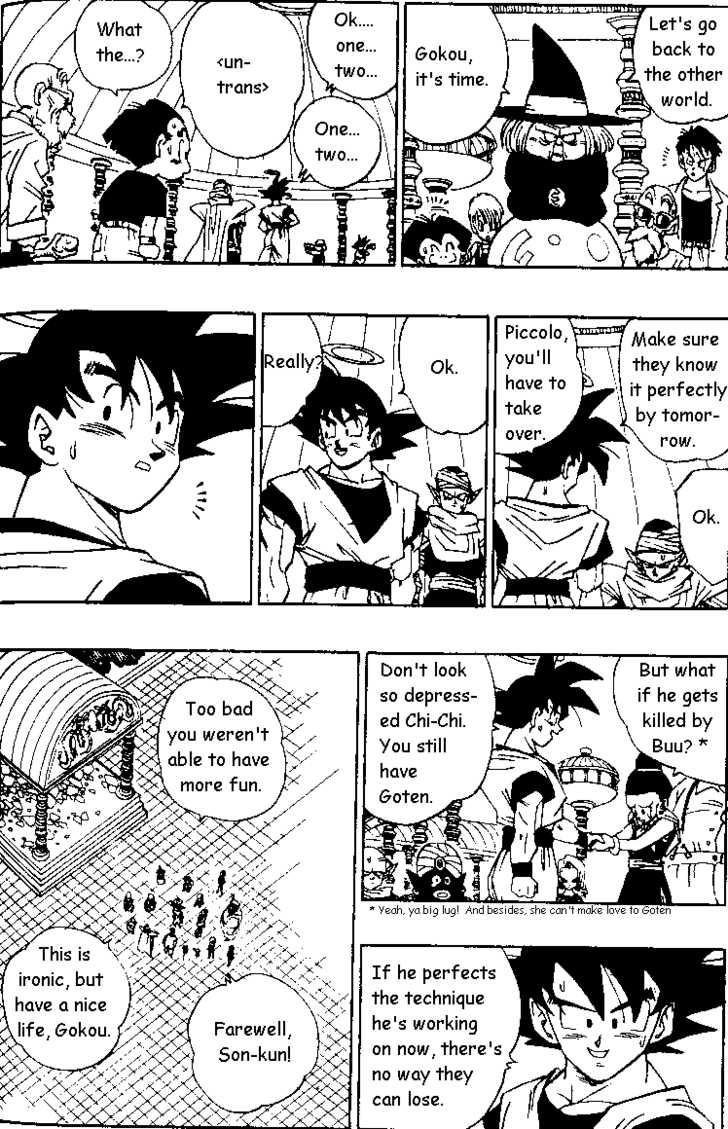 What
the...?
<un-
trans>
Ok....
one...
two...
One...
two...
Gokou,
it's time.
Let's go
back to
the other
world.
Really?
Ok.
Piccolo,
you'll
have to
take
over.
Make sure
they know
it perfectly
by tomor-
row.
Ok.
Too bad
you weren't
able to have
more fun.
This is
ironic, but
have a nice
life, Gokou.
Farewell,
Son-kun!
Don't look
so depress-
ed Chi-Chi.
You still
have
Goten.
But what
if he gets
killed by
Buu? *
* Yeah, ya big lug! And besides, she can't make love to Goten
If he perfects
the technique
he's working
on now, there's
no way they
can lose.